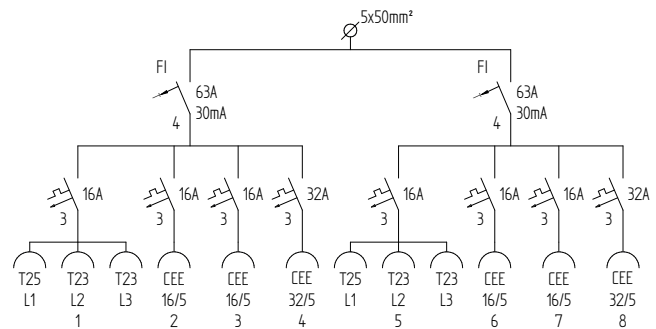 5x50mm²
FI
63A
30mA
4
FI
63A
30mA
4
16A
3
16A
3
16A
3
32A
3
16A
3
16A
3
16A
3
32A
3
T25 T23 T23 CEE CEE CEE T25 T23 T23 CEE CEE CEE
L1 L2 L3 16/5 16/5 32/5 L1 L2 L3 16/5 16/5 32/5
1 2 3 4 5 6 7 8